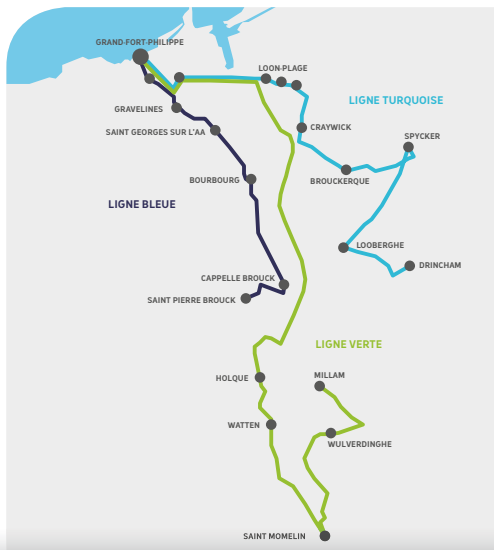 GRAND-FORT-PHILIPPE
LOON-PLAGE
LIGNE TURQUOISE
GRAVELINES
CRAYWICK
SAINT GEORGES SUR L'AA
SPYCKER
BOURBOURG
BROUCKERQUE
LIGNE BLEUE
LOOBERGHE
DRINCHAM
CAPPELLE BROUCK
SAINT PIERRE BROUCK
LIGNE VERTE
HOLQUE
MILLAM
WATTEN
WULVERDINGHE
SAINT MOMELIN